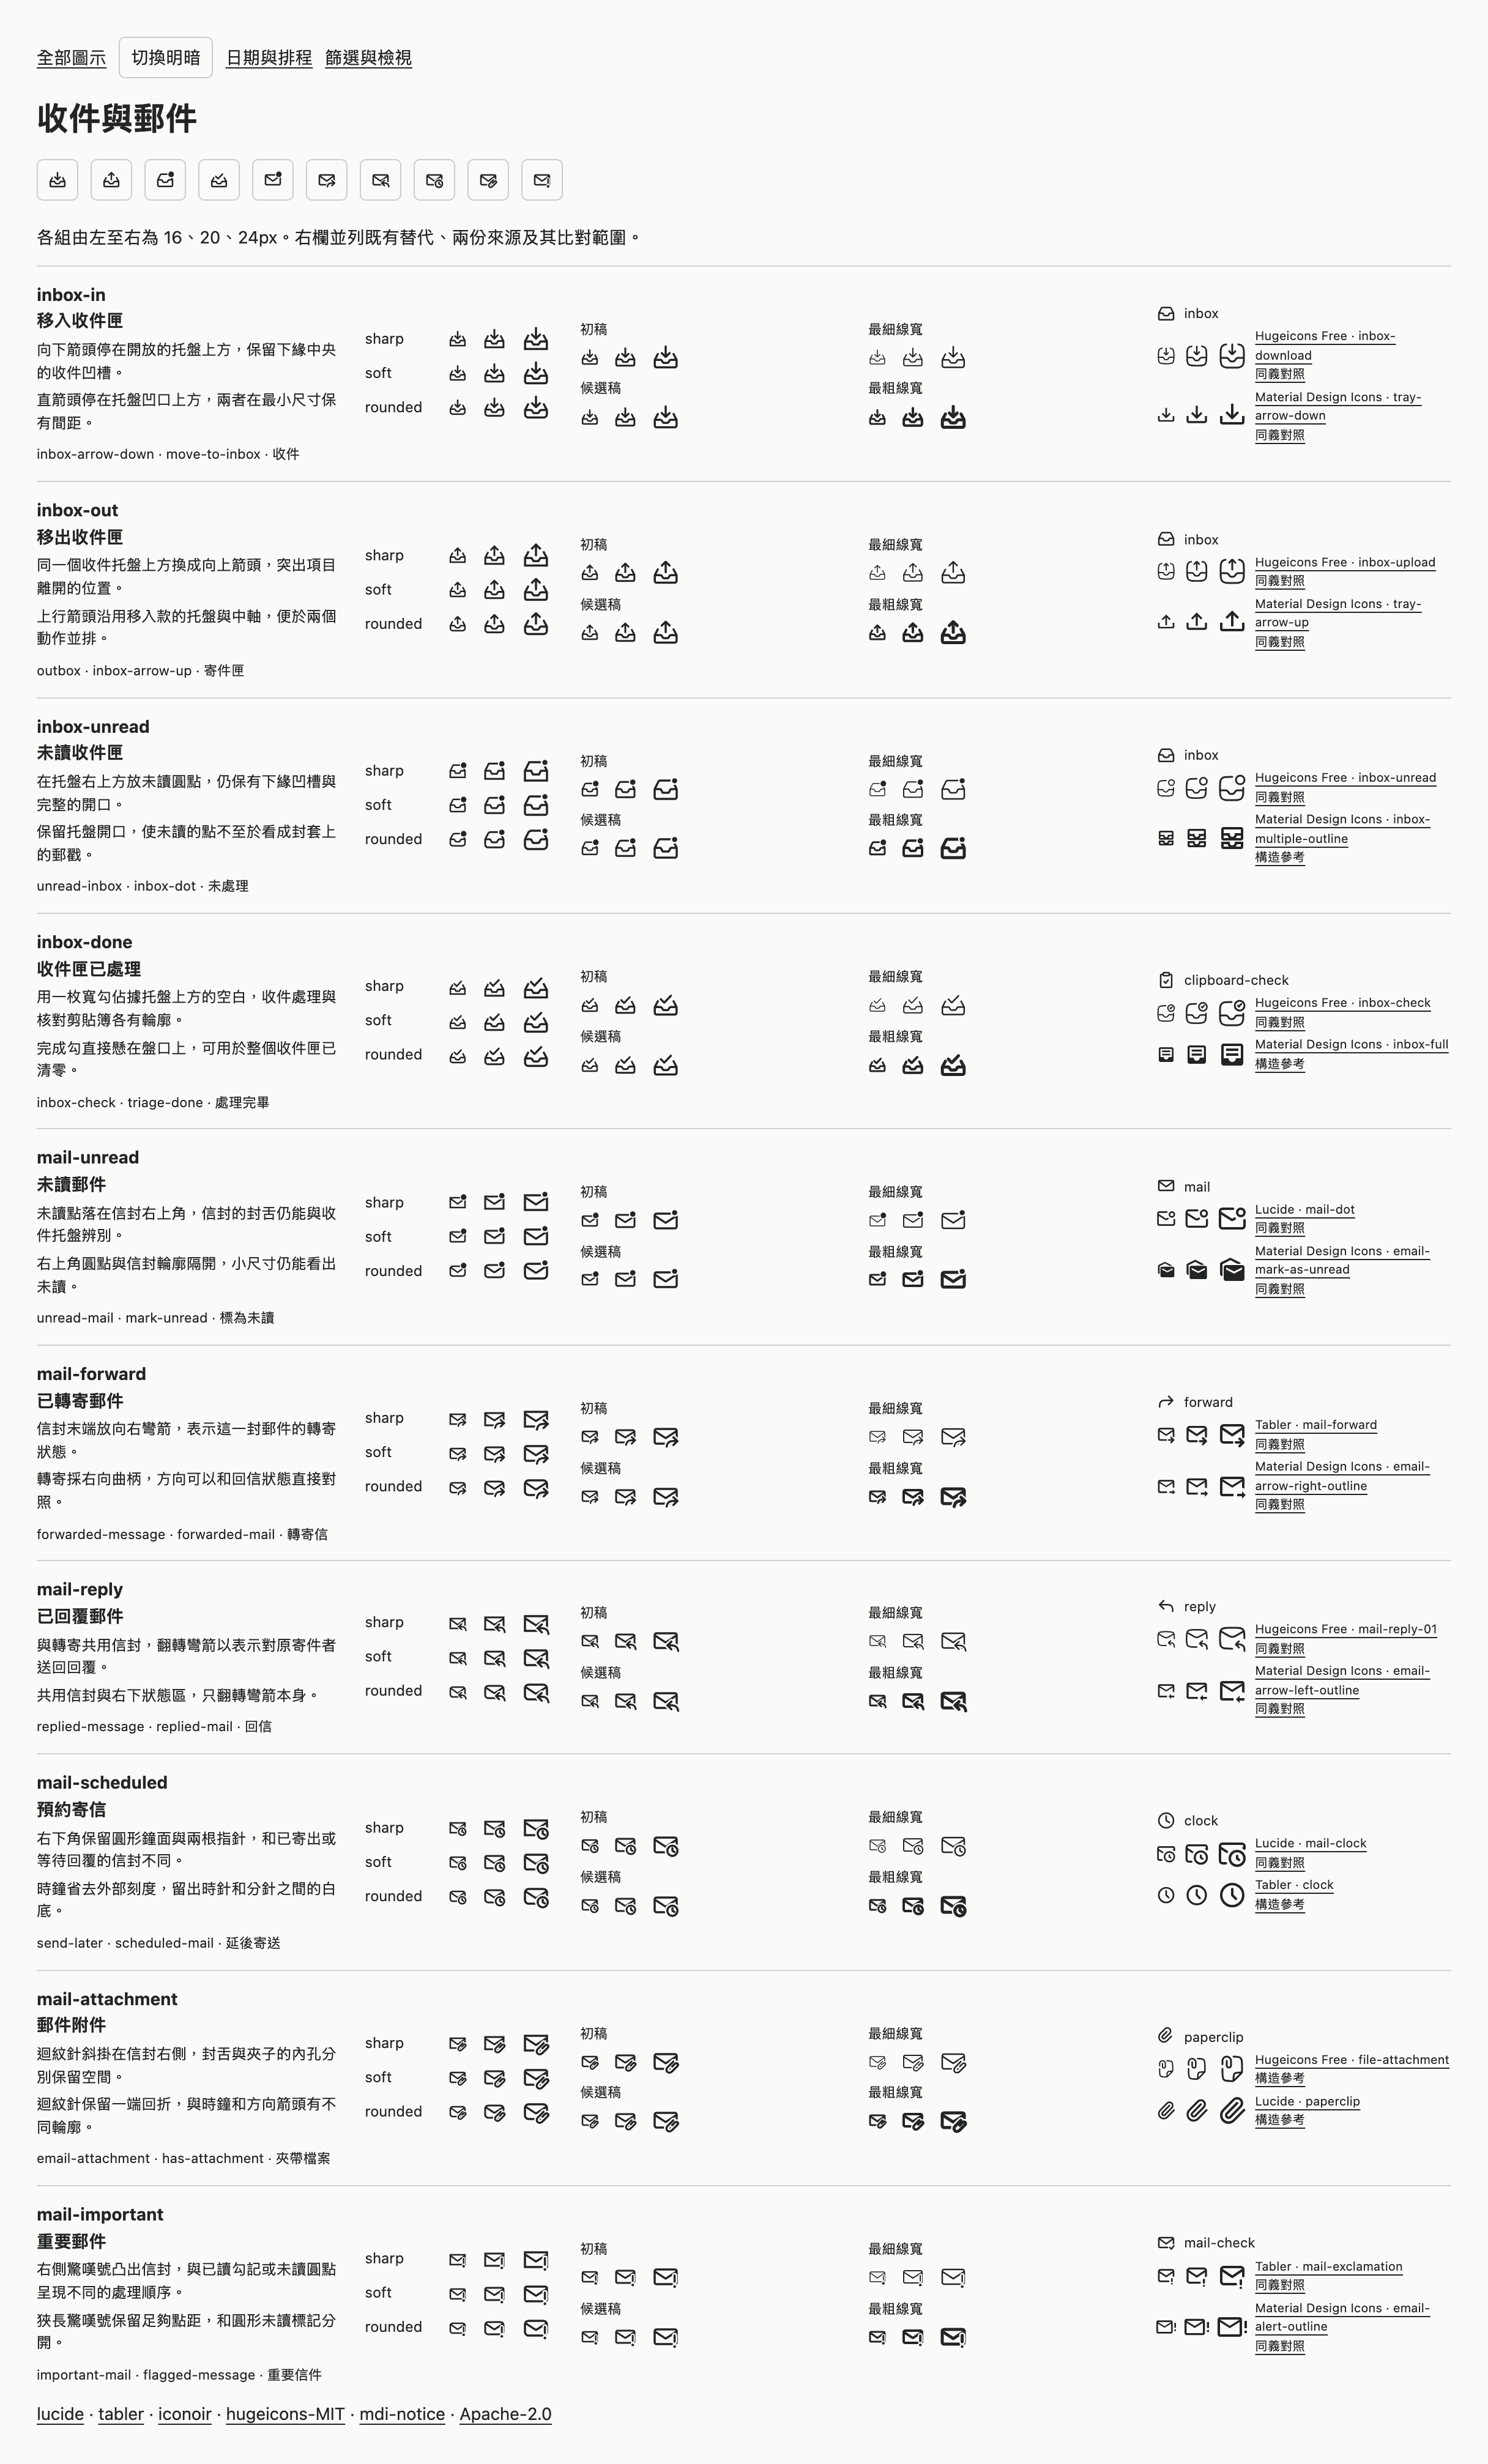 全部圖示 切換明暗 日期與排程 篩選與檢視
收件與郵件
各組由左至右為 16、20、24px。右欄並列既有替代、兩份來源及其比對範圍。
inbox-in
移入收件匣
向下箭頭停在開放的托盤上方，保留下緣中央
的收件凹槽。
直箭頭停在托盤凹口上方，兩者在最小尺寸保
有間距。
inbox-arrow-down · move-to-inbox · 收件
sharp
soft
rounded
初稿
候選稿
最細線寬
最粗線寬
inbox
Hugeicons Free · inbox-
download
同義對照
Material Design Icons · tray-
arrow-down
同義對照
inbox-out
移出收件匣
同一個收件托盤上方換成向上箭頭，突出項目
離開的位置。
上行箭頭沿用移入款的托盤與中軸，便於兩個
動作並排。
outbox · inbox-arrow-up · 寄件匣
sharp
soft
rounded
初稿
候選稿
最細線寬
最粗線寬
inbox
Hugeicons Free · inbox-upload
同義對照
Material Design Icons · tray-
arrow-up
同義對照
inbox-unread
未讀收件匣
在托盤右上方放未讀圓點，仍保有下緣凹槽與
完整的開口。
保留托盤開口，使未讀的點不至於看成封套上
的郵戳。
unread-inbox · inbox-dot · 未處理
sharp
soft
rounded
初稿
候選稿
最細線寬
最粗線寬
inbox
Hugeicons Free · inbox-unread
同義對照
Material Design Icons · inbox-
multiple-outline
構造參考
inbox-done
收件匣已處理
用一枚寬勾佔據托盤上方的空白，收件處理與
核對剪貼簿各有輪廓。
完成勾直接懸在盤口上，可用於整個收件匣已
清零。
inbox-check · triage-done · 處理完畢
sharp
soft
rounded
初稿
候選稿
最細線寬
最粗線寬
clipboard-check
Hugeicons Free · inbox-check
同義對照
Material Design Icons · inbox-full
構造參考
mail-unread
未讀郵件
未讀點落在信封右上角，信封的封舌仍能與收
件托盤辨別。
右上角圓點與信封輪廓隔開，小尺寸仍能看出
未讀。
unread-mail · mark-unread · 標為未讀
sharp
soft
rounded
初稿
候選稿
最細線寬
最粗線寬
mail
Lucide · mail-dot
同義對照
Material Design Icons · email-
mark-as-unread
同義對照
mail-forward
已轉寄郵件
信封末端放向右彎箭，表示這一封郵件的轉寄
狀態。
轉寄採右向曲柄，方向可以和回信狀態直接對
照。
forwarded-message · forwarded-mail · 轉寄信
sharp
soft
rounded
初稿
候選稿
最細線寬
最粗線寬
forward
Tabler · mail-forward
同義對照
Material Design Icons · email-
arrow-right-outline
同義對照
mail-reply
已回覆郵件
與轉寄共用信封，翻轉彎箭以表示對原寄件者
送回回覆。
共用信封與右下狀態區，只翻轉彎箭本身。
replied-message · replied-mail · 回信
sharp
soft
rounded
初稿
候選稿
最細線寬
最粗線寬
reply
Hugeicons Free · mail-reply-01
同義對照
Material Design Icons · email-
arrow-left-outline
同義對照
mail-scheduled
預約寄信
右下角保留圓形鐘面與兩根指針，和已寄出或
等待回覆的信封不同。
時鐘省去外部刻度，留出時針和分針之間的白
底。
send-later · scheduled-mail · 延後寄送
sharp
soft
rounded
初稿
候選稿
最細線寬
最粗線寬
clock
Lucide · mail-clock
同義對照
Tabler · clock
構造參考
mail-attachment
郵件附件
迴紋針斜掛在信封右側，封舌與夾子的內孔分
別保留空間。
迴紋針保留一端回折，與時鐘和方向箭頭有不
同輪廓。
email-attachment · has-attachment · 夾帶檔案
sharp
soft
rounded
初稿
候選稿
最細線寬
最粗線寬
paperclip
Hugeicons Free · file-attachment
構造參考
Lucide · paperclip
構造參考
mail-important
重要郵件
右側驚嘆號凸出信封，與已讀勾記或未讀圓點
呈現不同的處理順序。
狹長驚嘆號保留足夠點距，和圓形未讀標記分
開。
important-mail · flagged-message · 重要信件
sharp
soft
rounded
初稿
候選稿
最細線寬
最粗線寬
mail-check
Tabler · mail-exclamation
同義對照
Material Design Icons · email-
alert-outline
同義對照
lucide · tabler · iconoir · hugeicons-MIT · mdi-notice · Apache-2.0